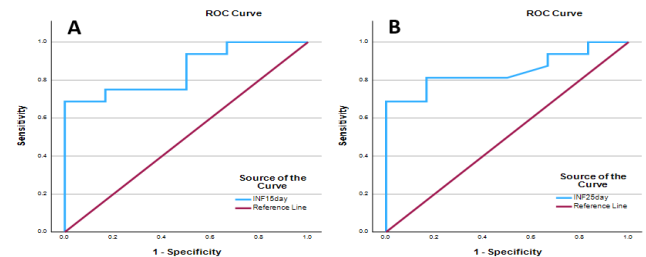 A
ROC Curve
Sensitivity
1.0
0.8
0.6
0.4
0.2
0.0
0.0
0.2
0.4
0.6
0.8
1.0
1 - Specificity
Source of the
Curve
INF15day
Reference Line
B
ROC Curve
Sensitivity
1.0
0.8
0.6
0.4
0.2
0.0
0.0
0.2
0.4
0.6
0.8
1.0
1 - Specificity
Source of the
Curve
INF25day
Reference Line